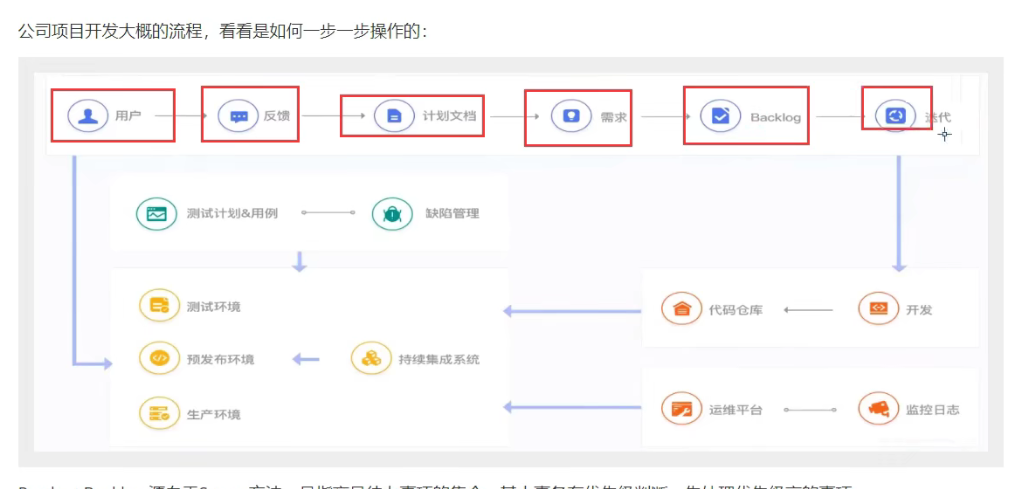 公司项目开发大概的流程，看看是如何一步一步操作的：
用户 反馈 计划文档 需求 Backlog 迭代
测试计划&用例 缺陷管理
测试环境 代码仓库 开发
预发布环境 持续集成系统
生产环境 运维平台 监控日志